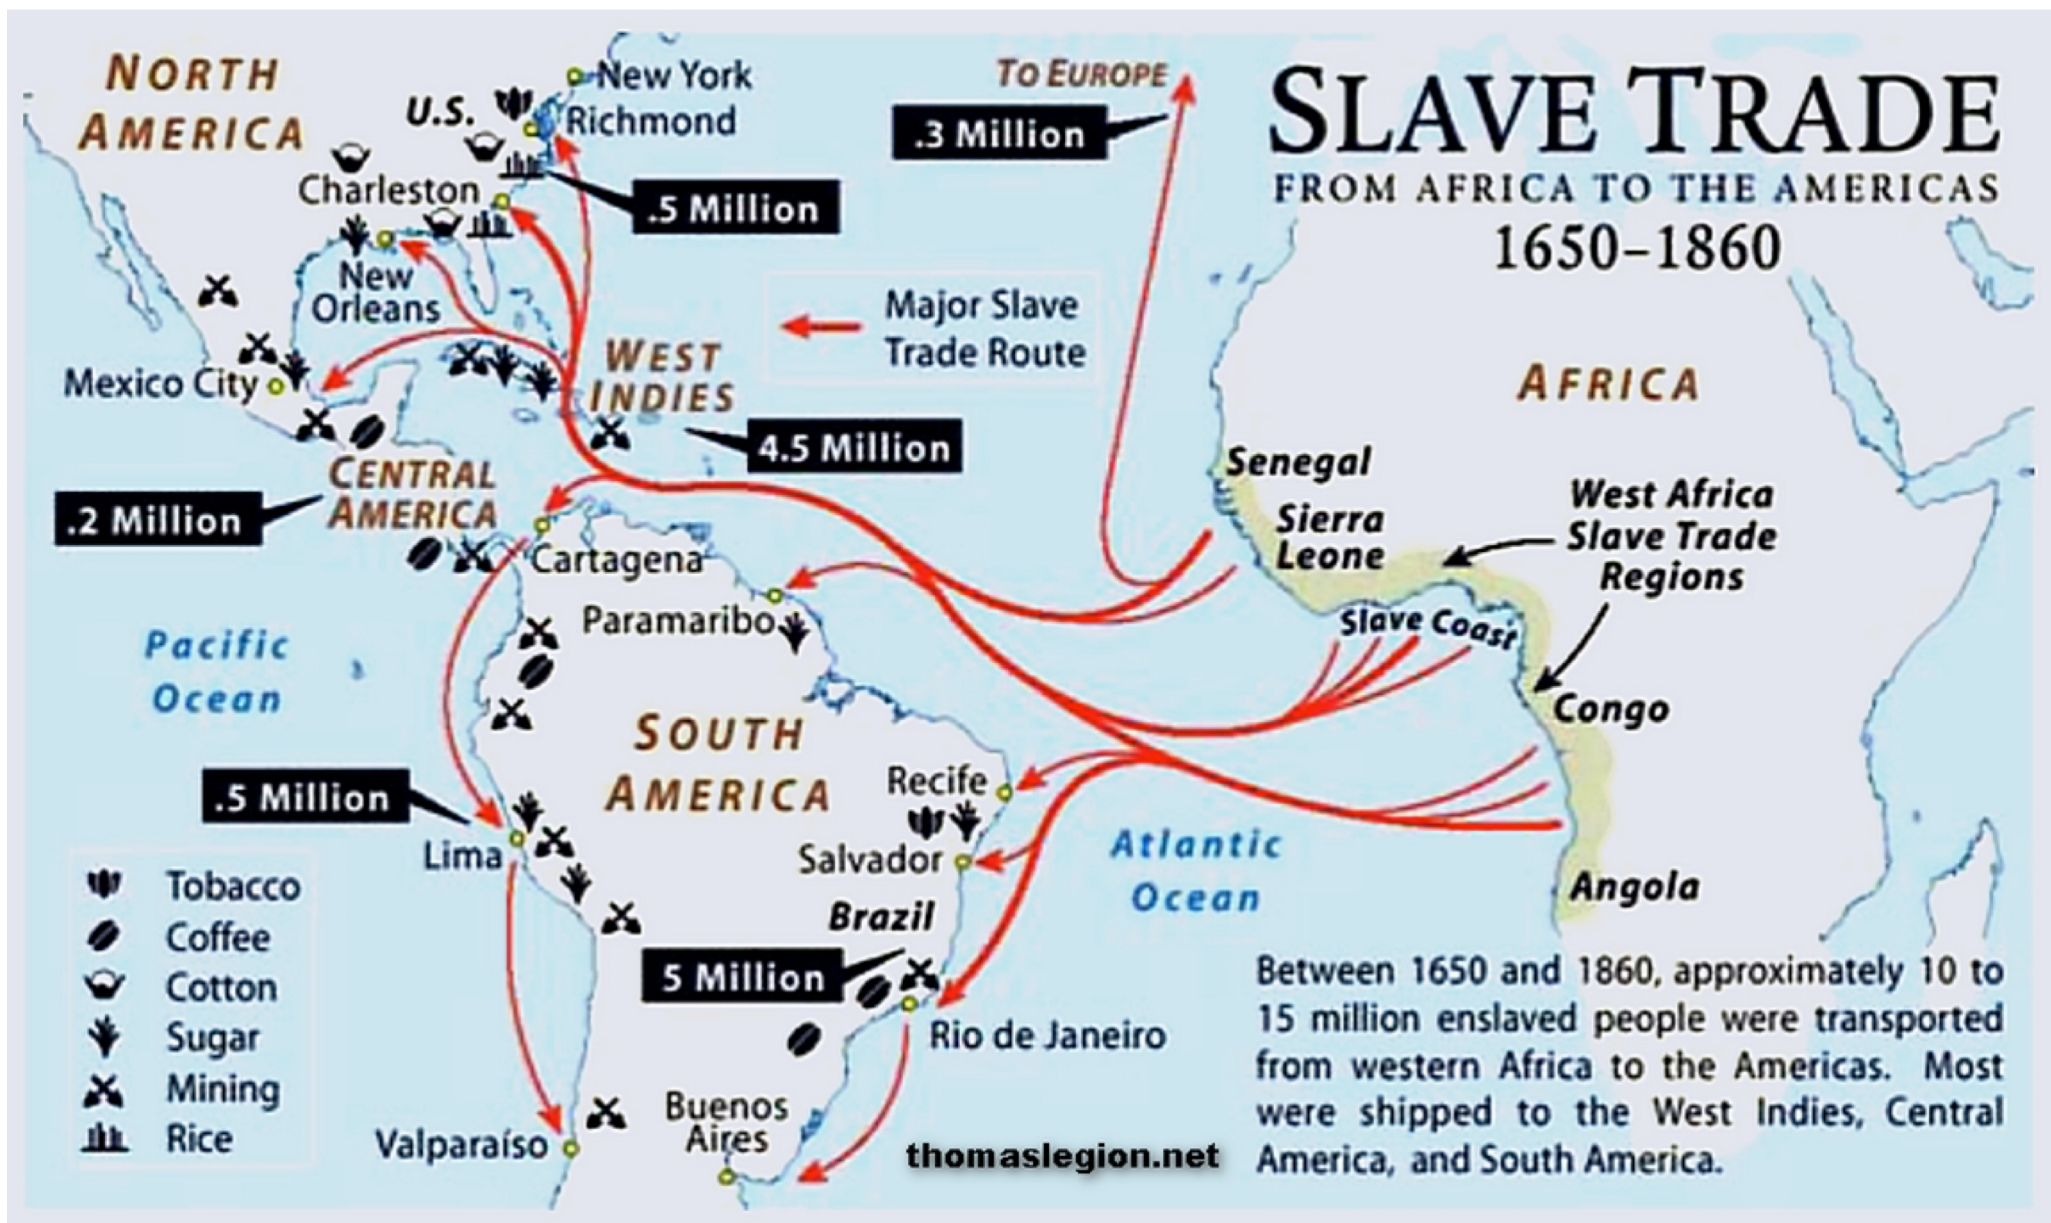 SLAVE TRADE
FROM AFRICA TO THE AMERICAS
1650–1860
NORTH
AMERICA
U.S.
New York
Richmond
.5 Million
Charleston
New
Orleans
Mexico City
TO EUROPE
.3 Million
Major Slave
Trade Route
WEST
INDIES
4.5 Million
CENTRAL
AMERICA
.2 Million
Cartagena
Paramaribo
Pacific
Ocean
SOUTH
AMERICA
.5 Million
Lima
Recife
Salvador
Brazil
5 Million
Rio de Janeiro
Buenos
Aires
Valparaíso
Atlantic
Ocean
AFRICA
Senegal
Sierra
Leone
West Africa
Slave Trade
Regions
Slave Coast
Congo
Angola
Tobacco
Coffee
Cotton
Sugar
Mining
Rice
Between 1650 and 1860, approximately 10 to
15 million enslaved people were transported
from western Africa to the Americas. Most
were shipped to the West Indies, Central
America, and South America.
thomaslegion.net